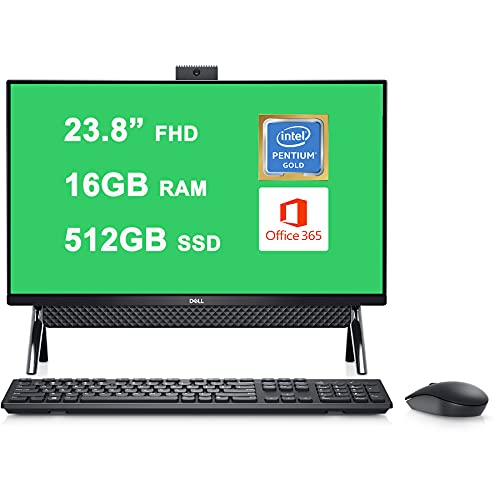 23.8” FHD
16GB RAM
512GB SSD
intel
PENTIUM®
GOLD
Office 365
DELL